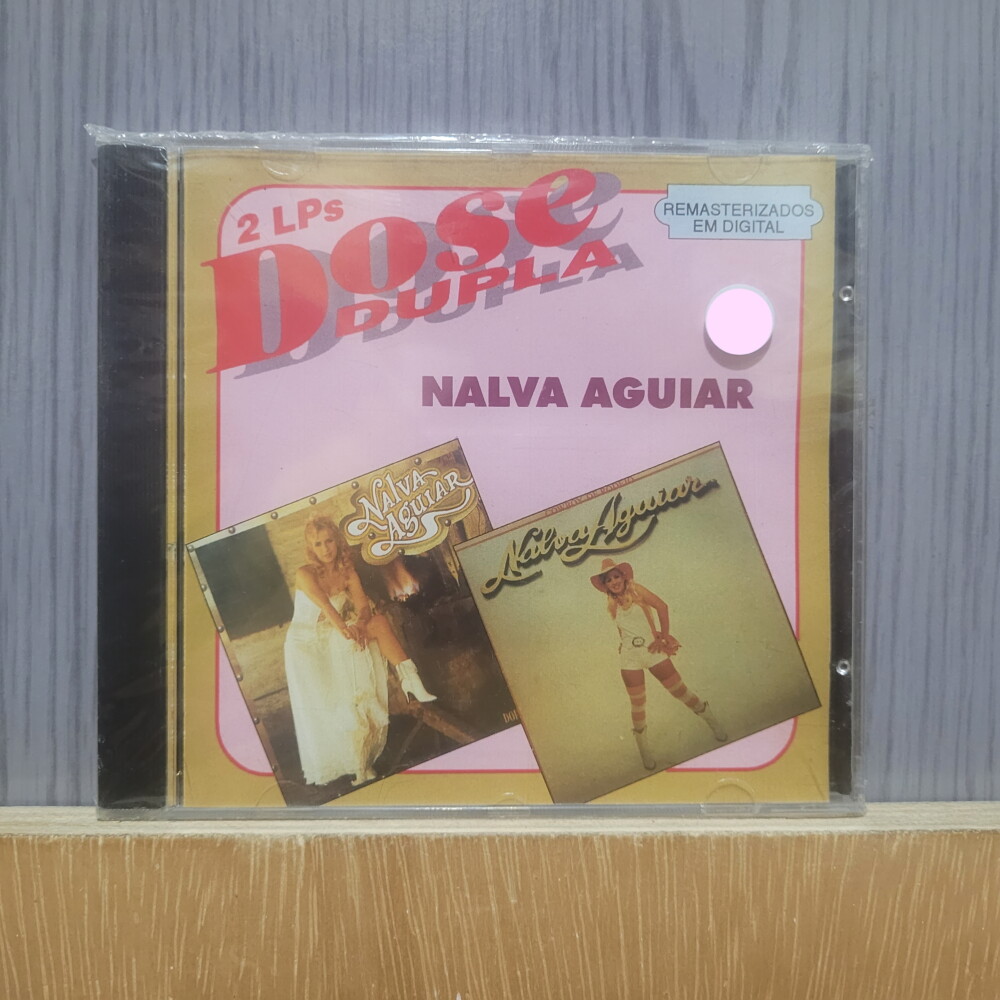 2 LPs
Dose
DUPLA
REMASTERIZADOS
EM DIGITAL
NALVA AGUIAR
NALVA
AGUIAR
Nalva Aguiar